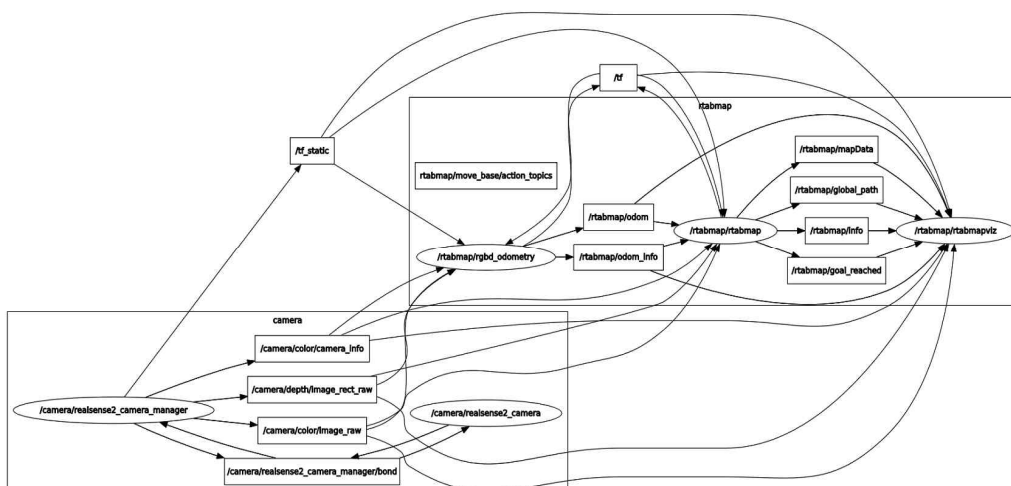 /tf
rtabmap
/tf_static
rtabmap/move_base/action_topics
/rtabmap/mapData
/rtabmap/global_path
/rtabmap/odom
/rtabmap/rtabmap
/rtabmap/info
/rtabmap/rtabmapviz
/rtabmap/rgbd_odometry
/rtabmap/odom_info
/rtabmap/goal_reached
camera
/camera/color/camera_info
/camera/depth/image_rect_raw
/camera/realsense2_camera_manager
/camera/realsense2_camera
/camera/color/image_raw
/camera/realsense2_camera_manager/bond